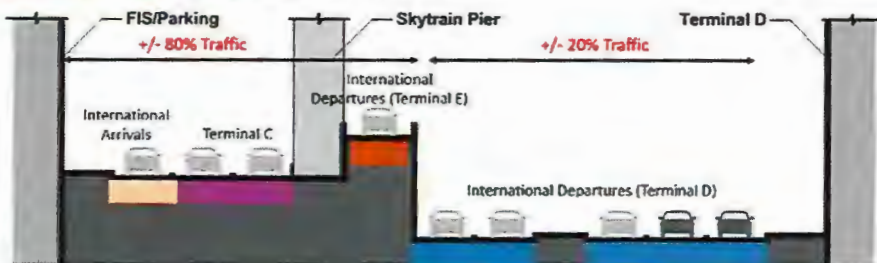 FIS/Parking
Skytrain Pier
Terminal D
+/- 80% Traffic
+/- 20% Traffic
International
Departures (Terminal E)
International
Arrivals
Terminal C
International Departures (Terminal D)